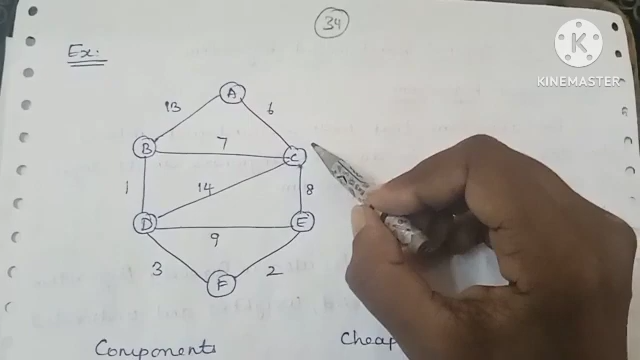 34
Ex:
K
KINEMASTER
A
13 6
B 7 C
1 14 8
D 9 E
3 2
F
Components Cheap